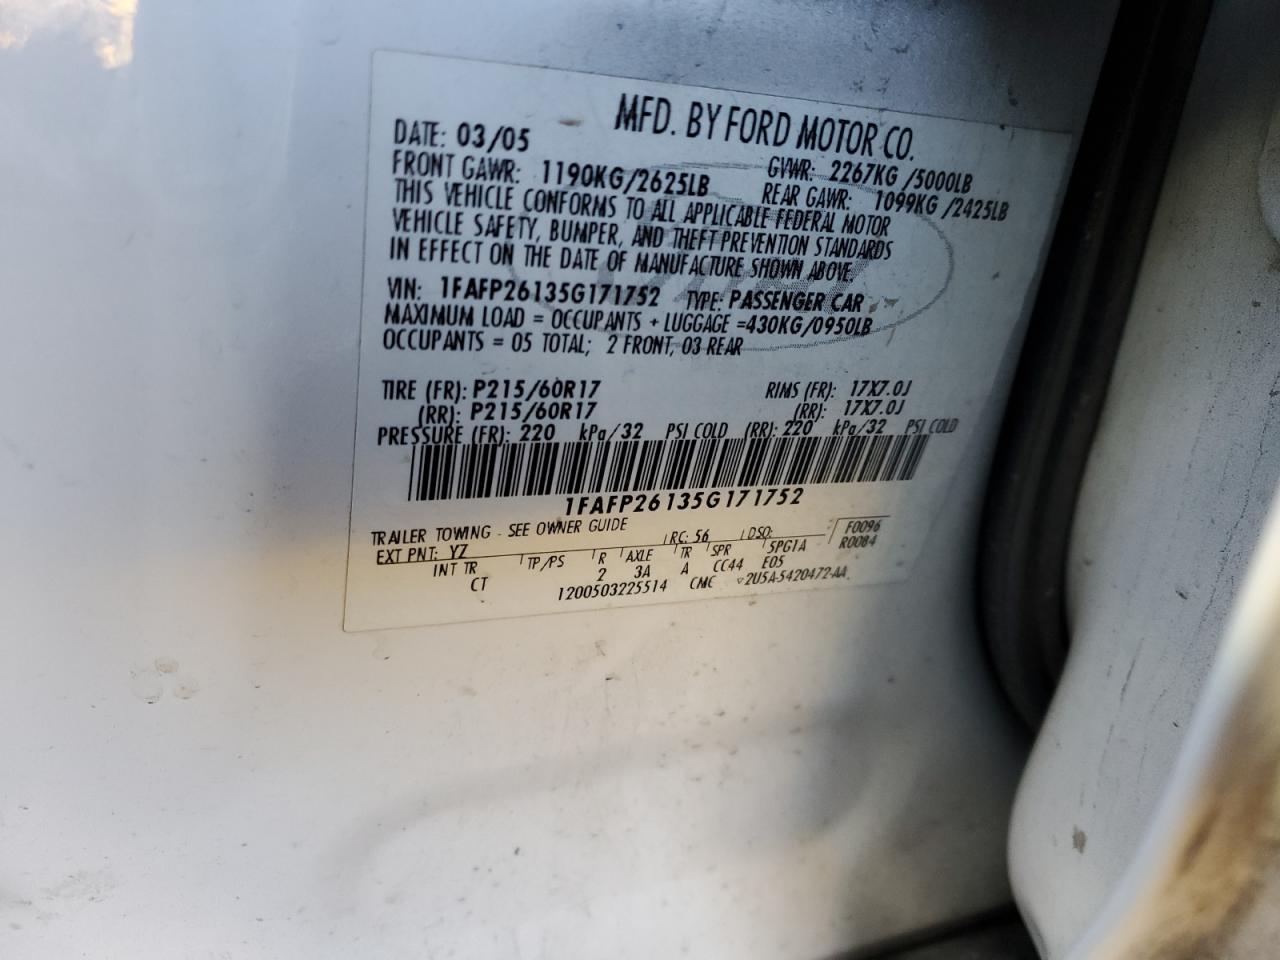 MFD. BY FORD MOTOR CO.
DATE: 03/05 GVWR: 2267KG /5000LB
FRONT GAWR: 1190KG/2625LB REAR GAWR: 1099KG /2425LB
THIS VEHICLE CONFORMS TO ALL APPLICABLE FEDERAL MOTOR
VEHICLE SAFETY, BUMPER, AND THEFT PREVENTION STANDARDS
IN EFFECT ON THE DATE OF MANUFACTURE SHOWN ABOVE.
VIN: 1FAFP26135G171752 TYPE: PASSENGER CAR
MAXIMUM LOAD = OCCUPANTS + LUGGAGE =430KG/0950LB
OCCUPANTS = 05 TOTAL; 2 FRONT, 03 REAR
TIRE (FR): P215/60R17 RIMS (FR): 17X7.0J
(RR): P215/60R17 (RR): 17X7.0J
PRESSURE (FR): 220 kPa/32 PSI COLD (RR): 220 kPa/32 PSI COLD
1FAFP26135G171752
TRAILER TOWING - SEE OWNER GUIDE
EXT PNT: YZ RC: 56 DSO: F0096
INT TR TP/PS R AXLE TR SPR 5PG1A R0084
CT 2 3A A CC44 E05
1200503225514 CMC 2U5A-5420472-AA